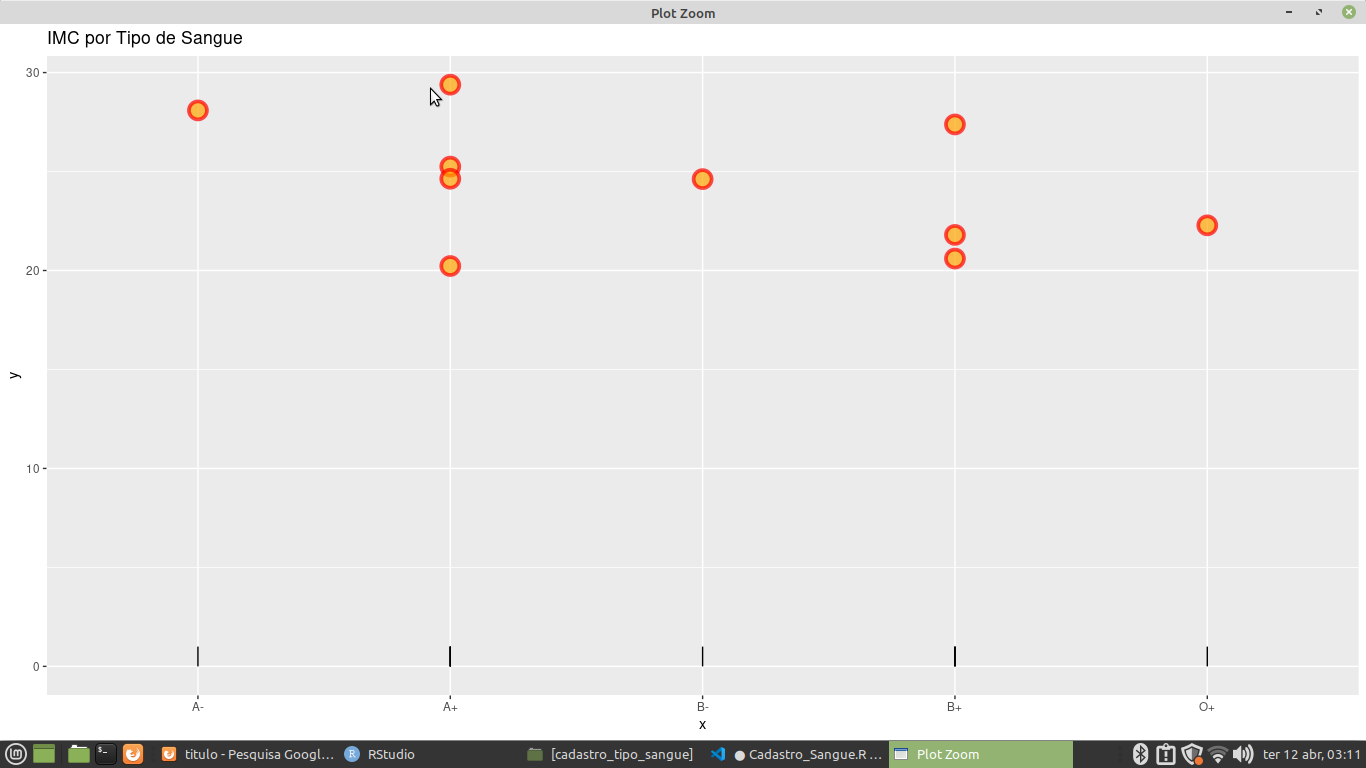 Plot Zoom
IMC por Tipo de Sangue
30
20
10
0
y
A-
A+
B-
B+
O+
x
titulo - Pesquisa Googl...
RStudio
[cadastro_tipo_sangue]
● Cadastro_Sangue.R ...
Plot Zoom
ter 12 abr, 03:11